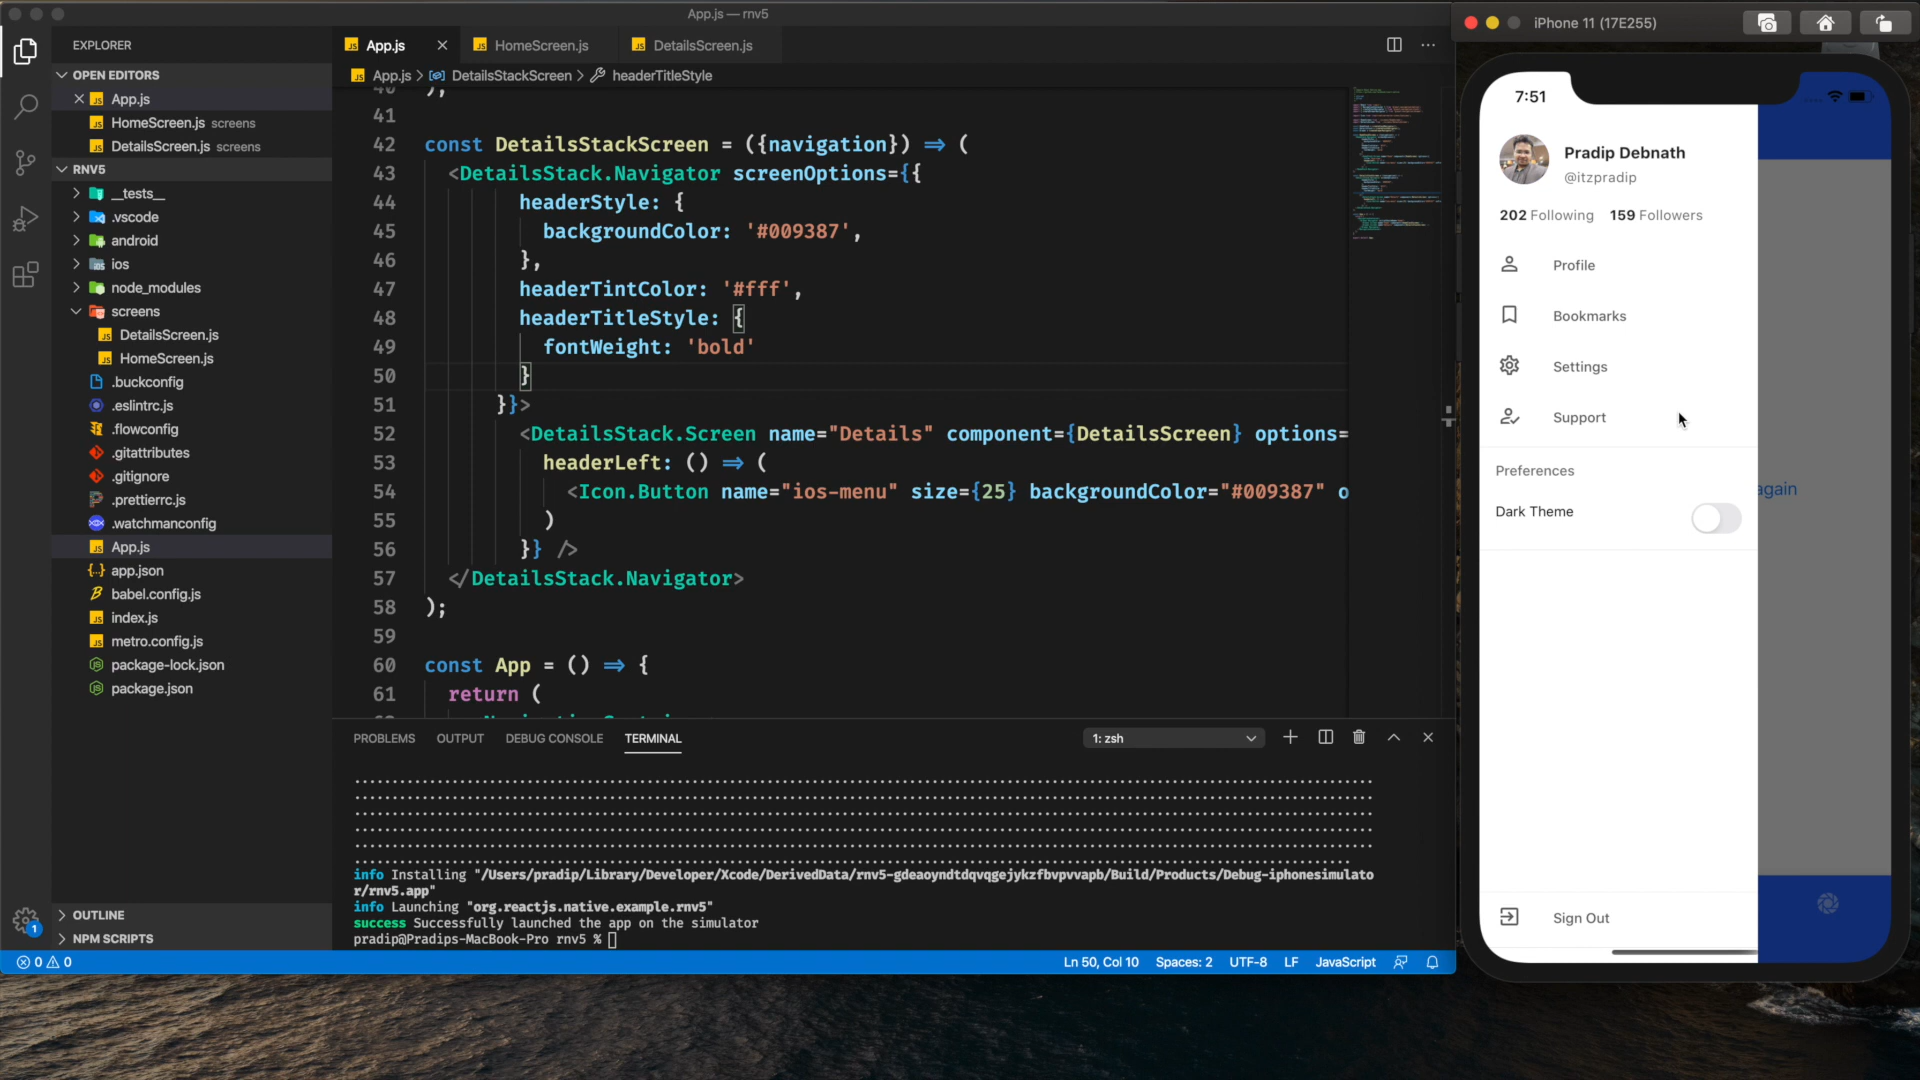 App.js — rnv5
EXPLORER
OPEN EDITORS
App.js
HomeScreen.js screens
DetailsScreen.js screens
RNV5
__tests__
.vscode
android
ios
node_modules
screens
DetailsScreen.js
HomeScreen.js
.buckconfig
.eslintrc.js
.flowconfig
.gitattributes
.gitignore
.prettierrc.js
.watchmanconfig
App.js
app.json
babel.config.js
index.js
metro.config.js
package-lock.json
package.json
OUTLINE
NPM SCRIPTS
App.js HomeScreen.js DetailsScreen.js
App.js > DetailsStackScreen > headerTitleStyle
40 );
41
42 const DetailsStackScreen = ({navigation}) => (
43 <DetailsStack.Navigator screenOptions={{
44 headerStyle: {
45 backgroundColor: '#009387',
46 },
47 headerTintColor: '#fff',
48 headerTitleStyle: {
49 fontWeight: 'bold'
50 }
51 }}>
52 <DetailsStack.Screen name="Details" component={DetailsScreen} options=
53 headerLeft: () => (
54 <Icon.Button name="ios-menu" size={25} backgroundColor="#009387" o
55 )
56 }} />
57 </DetailsStack.Navigator>
58 );
59
60 const App = () => {
61 return (
PROBLEMS OUTPUT DEBUG CONSOLE TERMINAL
1: zsh
info Installing "/Users/pradip/Library/Developer/Xcode/DerivedData/rnv5-gdeaoyndtdqvqgejykzfbvpvvapb/Build/Products/Debug-iphonesimulato
r/rnv5.app"
info Launching "org.reactjs.native.example.rnv5"
success Successfully launched the app on the simulator
pradip@Pradips-MacBook-Pro rnv5 %
1
0 0
Ln 50, Col 10 Spaces: 2 UTF-8 LF JavaScript
iPhone 11 (17E255)
7:51
Pradip Debnath
@itzpradip
202 Following 159 Followers
Profile
Bookmarks
Settings
Support
Preferences
Dark Theme
again
Sign Out